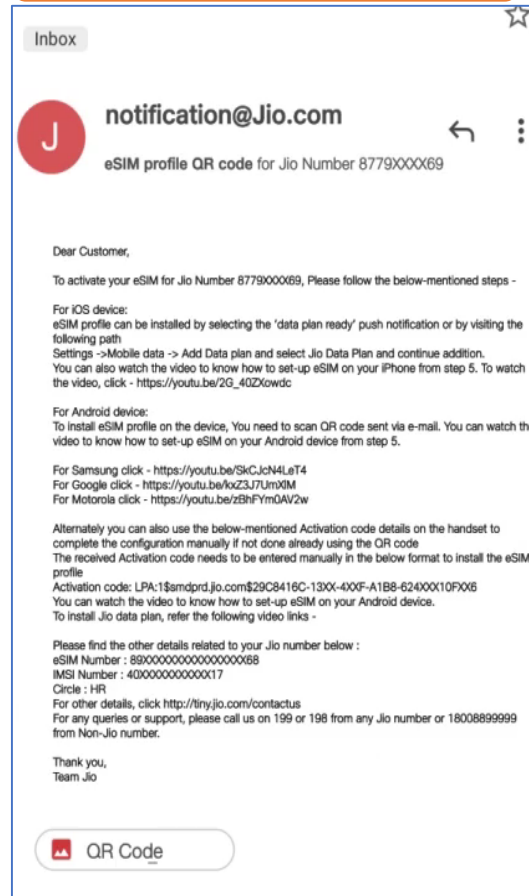 Inbox
J
notification@Jio.com
eSIM profile QR code for Jio Number 8779XXXX69
Dear Customer,
To activate your eSIM for Jio Number 8779XXXX69, Please follow the below-mentioned steps -
For iOS device:
eSIM profile can be installed by selecting the 'data plan ready' push notification or by visiting the
following path
Settings ->Mobile data -> Add Data plan and select Jio Data Plan and continue addition.
You can also watch the video to know how to set-up eSIM on your iPhone from step 5. To watch
the video, click - https://youtu.be/2G_40ZXowdc
For Android device:
To install eSIM profile on the device, You need to scan QR code sent via e-mail. You can watch th
video to know how to set-up eSIM on your Android device from step 5.
For Samsung click - https://youtu.be/SkCJcN4LeT4
For Google click - https://youtu.be/kxZ3J7UmXlM
For Motorola click - https://youtu.be/zBhFYm0AV2w
Alternately you can also use the below-mentioned Activation code details on the handset to
complete the configuration manually if not done already using the QR code
The received Activation code needs to be entered manually in the below format to install the eSIM
profile
Activation code: LPA:1$smdprd.jio.com$29C8416C-13XX-4XXF-A1B8-624XXX10FXX6
You can watch the video to know how to set-up eSIM on your Android device.
To install Jio data plan, refer the following video links -
Please find the other details related to your Jio number below :
eSIM Number : 89XXXXXXXXXXXXXXXX68
IMSI Number : 40XXXXXXXXXXX17
Circle : HR
For other details, click http://tiny.jio.com/contactus
For any queries or support, please call us on 199 or 198 from any Jio number or 18008899999
from Non-Jio number.
Thank you,
Team Jio
QR Code